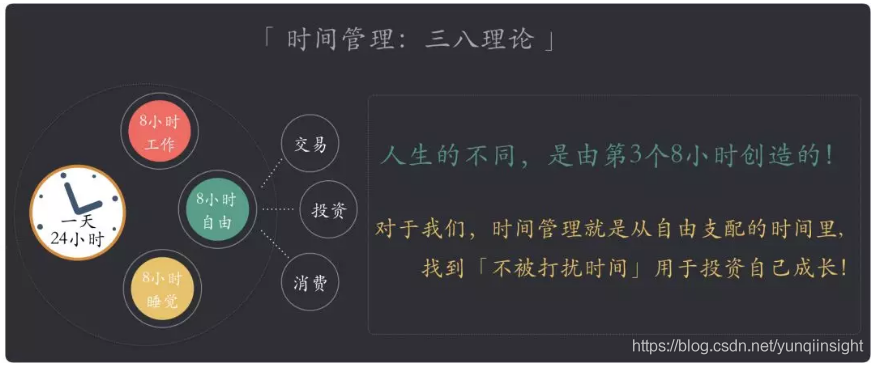 「 时间管理：三八理论 」
8小时
工作
一天
24小时
8小时
自由
8小时
睡觉
交易
投资
消费
人生的不同，是由第3个8小时创造的！
对于我们，时间管理就是从自由支配的时间里，
找到「不被打扰时间」用于投资自己成长！
https://blog.csdn.net/yunqiinsight